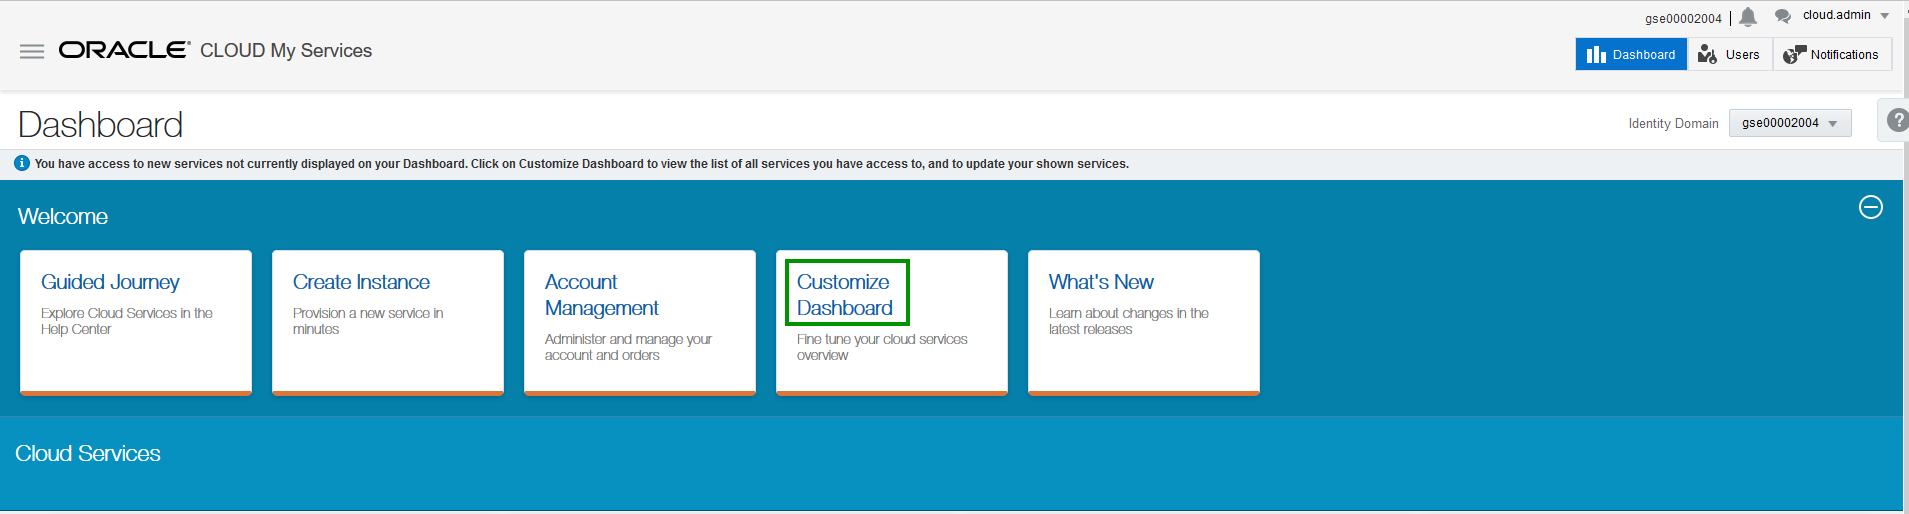 gse00002004 | cloud.admin
ORACLE CLOUD My Services
Dashboard Users Notifications
Dashboard
Identity Domain gse00002004
?
i You have access to new services not currently displayed on your Dashboard. Click on Customize Dashboard to view the list of all services you have access to, and to update your shown services.
Welcome
Guided Journey
Explore Cloud Services in the
Help Center
Create Instance
Provision a new service in
minutes
Account
Management
Administer and manage your
account and orders
Customize
Dashboard
Fine tune your cloud services
overview
What's New
Learn about changes in the
latest releases
Cloud Services